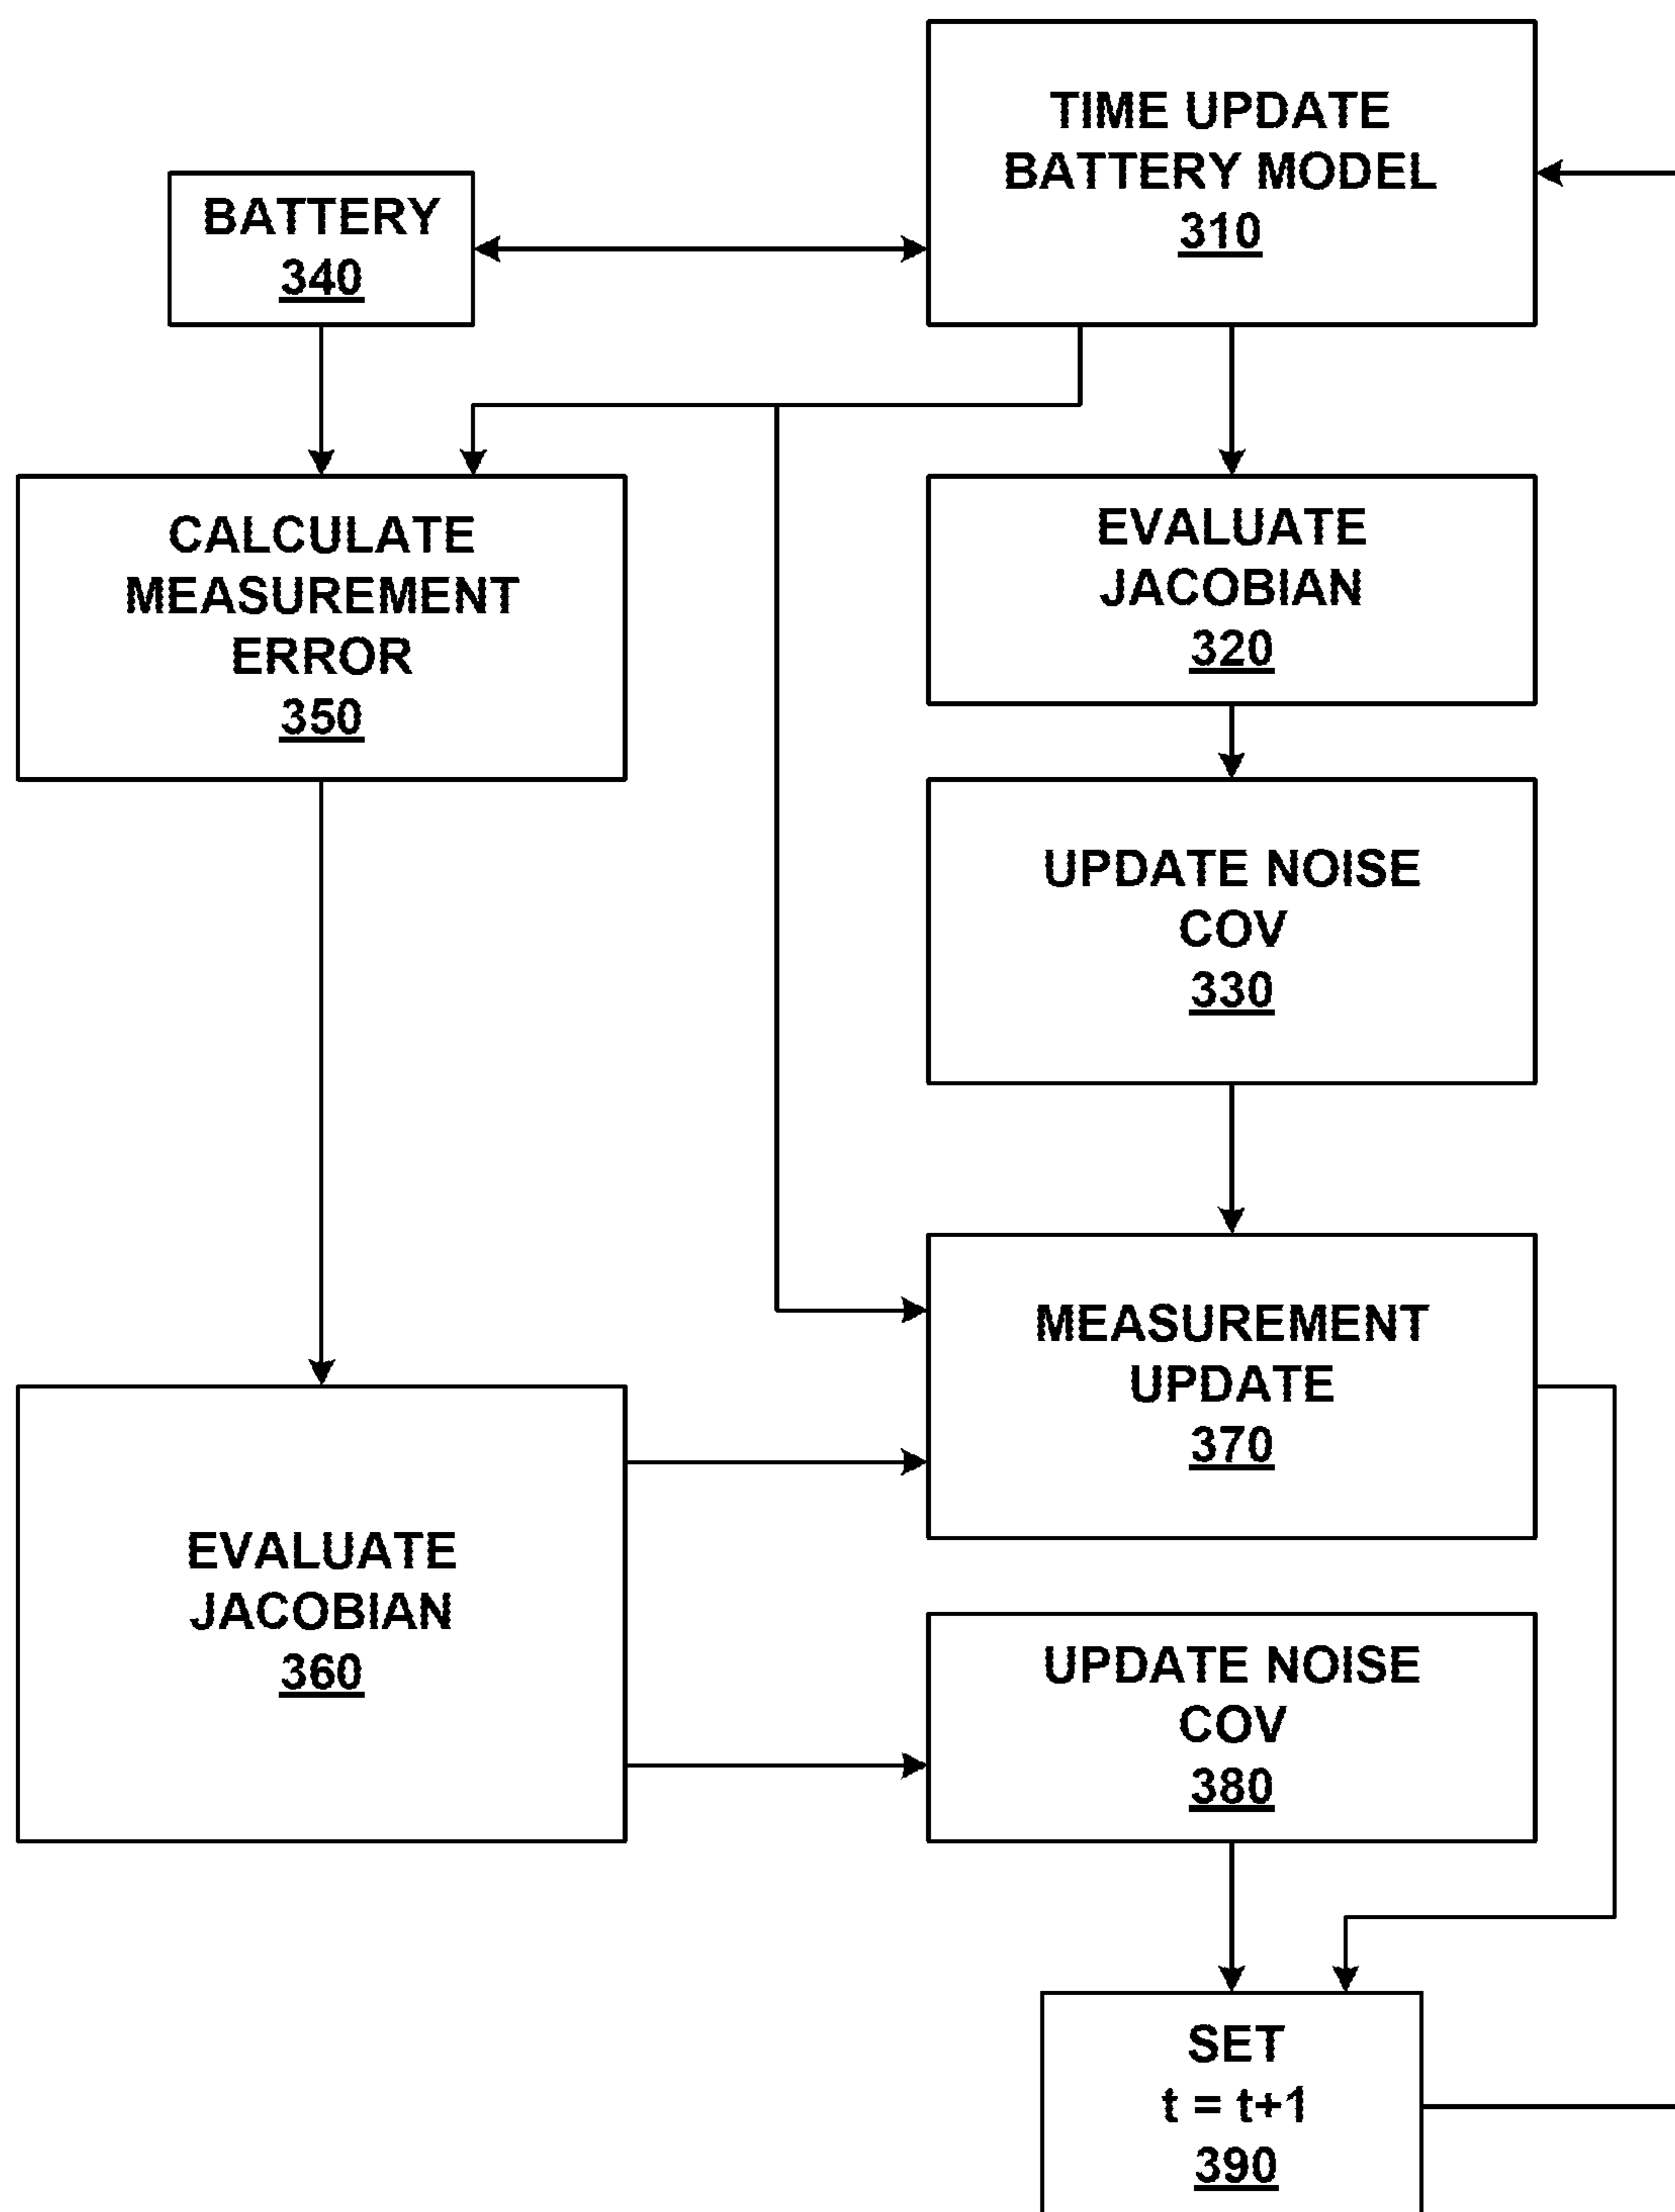 TIME UPDATE
BATTERY MODEL
310
BATTERY
340
CALCULATE
MEASUREMENT
ERROR
350
EVALUATE
JACOBIAN
320
UPDATE NOISE
COV
330
MEASUREMENT
UPDATE
370
EVALUATE
JACOBIAN
360
UPDATE NOISE
COV
380
SET
t = t+1
390